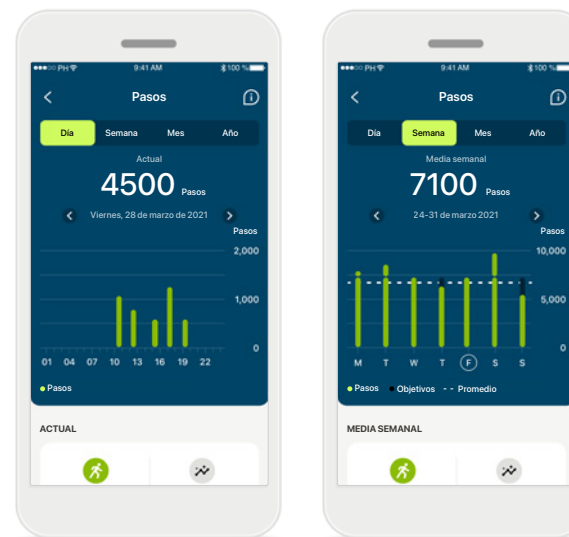 PH 9:41 AM 100 %
Pasos
Día Semana Mes Año
Actual
4500 Pasos
Viernes, 28 de marzo de 2021
Pasos
2,000
1,000
0
01 04 07 10 13 16 19 22
Pasos
ACTUAL
PH 9:41 AM 100 %
Pasos
Día Semana Mes Año
Media semanal
7100 Pasos
24-31 de marzo 2021
Pasos
10,000
5,000
0
M T W T F S S
Pasos Objetivos - - Promedio
MEDIA SEMANAL